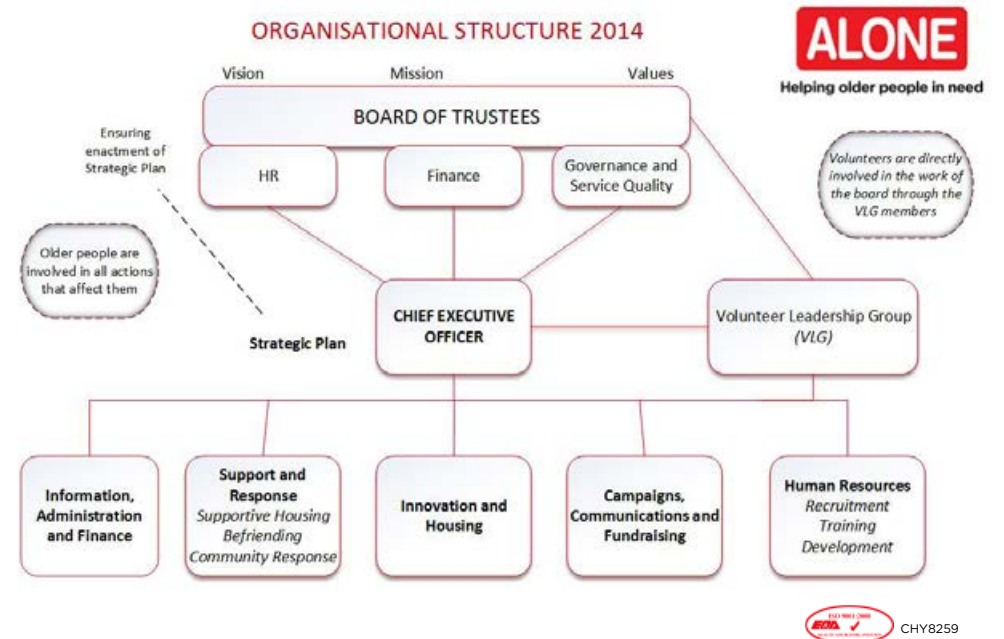 ORGANISATIONAL STRUCTURE 2014
ALONE
Helping older people in need
Vision
Mission
Values
BOARD OF TRUSTEES
Ensuring
enactment of
Strategic Plan
HR
Finance
Governance and
Service Quality
Volunteers are directly
involved in the work of
the board through the
VLG members
Older people are
involved in all actions
that affect them
Strategic Plan
CHIEF EXECUTIVE
OFFICER
Volunteer Leadership Group
(VLG)
Information,
Administration
and Finance
Support and
Response
Supportive Housing
Befriending
Community Response
Innovation and
Housing
Campaigns,
Communications and
Fundraising
Human Resources
Recruitment
Training
Development
ISO 9001:2008
CHY8259